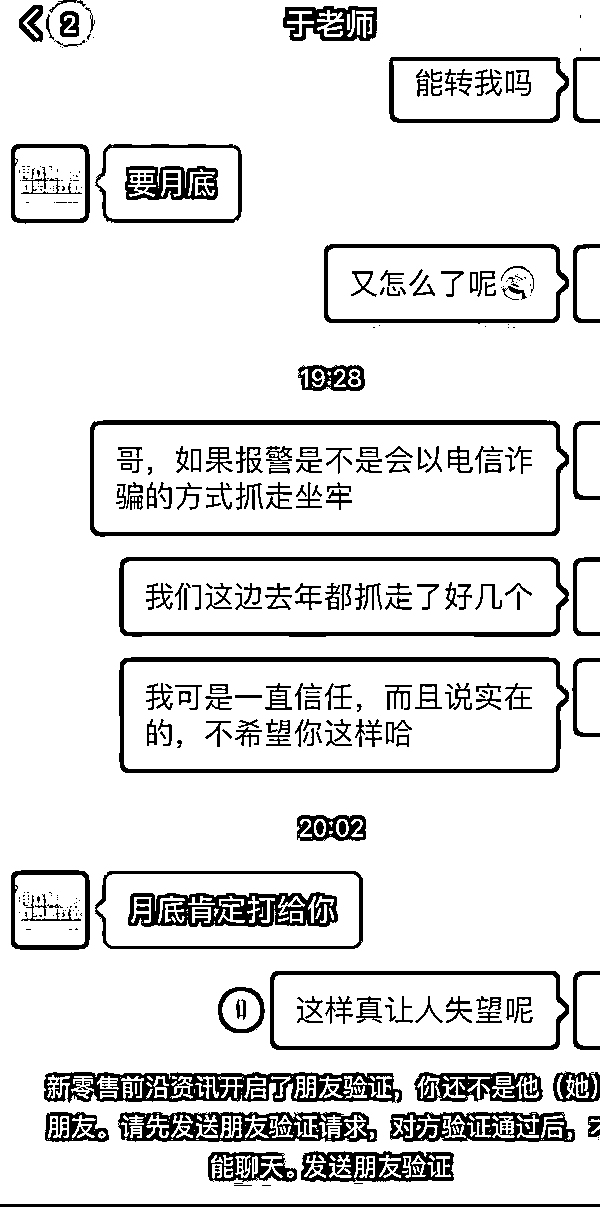 2
于老师
能转我吗
要月底
又怎么了呢
19:28
哥，如果报警是不是会以电信诈
骗的方式抓走坐牢
我们这边去年都抓走了好几个
我可是一直信任，而且说实在
的，不希望你这样哈
20:02
月底肯定打给你
这样真让人失望呢
新零售前沿资讯开启了朋友验证，你还不是他（她）
朋友。请先发送朋友验证请求，对方验证通过后，才
能聊天。发送朋友验证